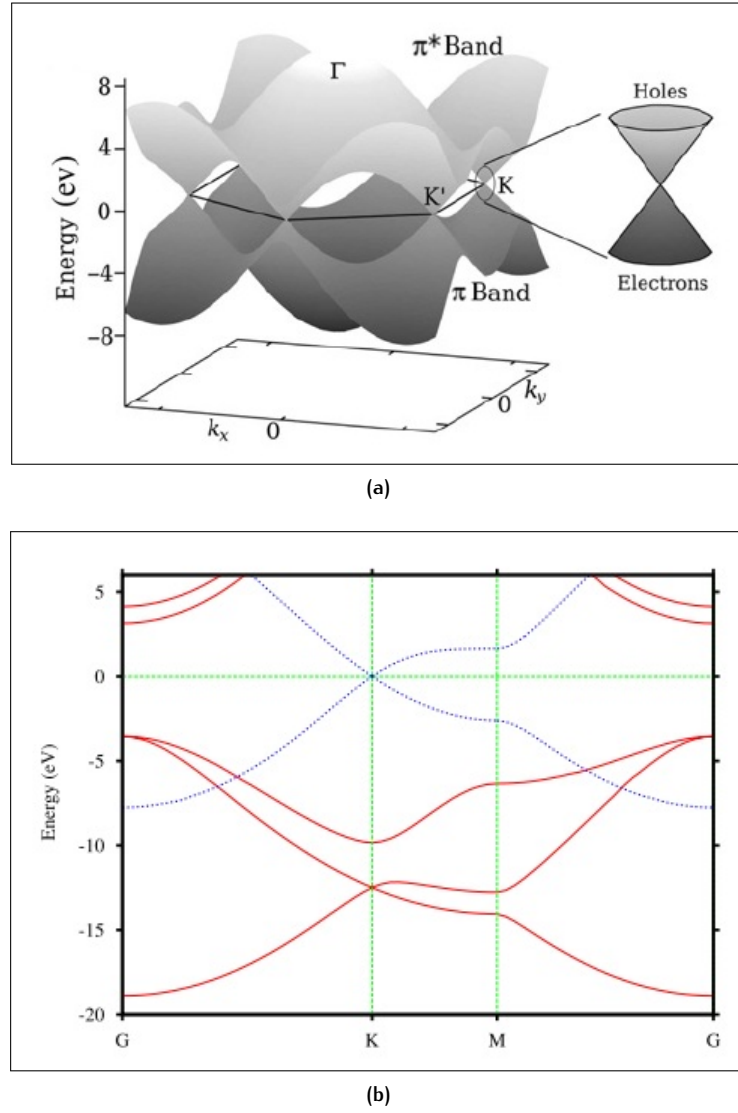 π* Band
Γ
8
4
0
−4
−8
Energy (ev)
K'
K
π Band
Holes
Electrons
k_x
0
0
k_y
(a)
5
0
-5
-10
-15
-20
Energy (eV)
G
K
M
G
(b)